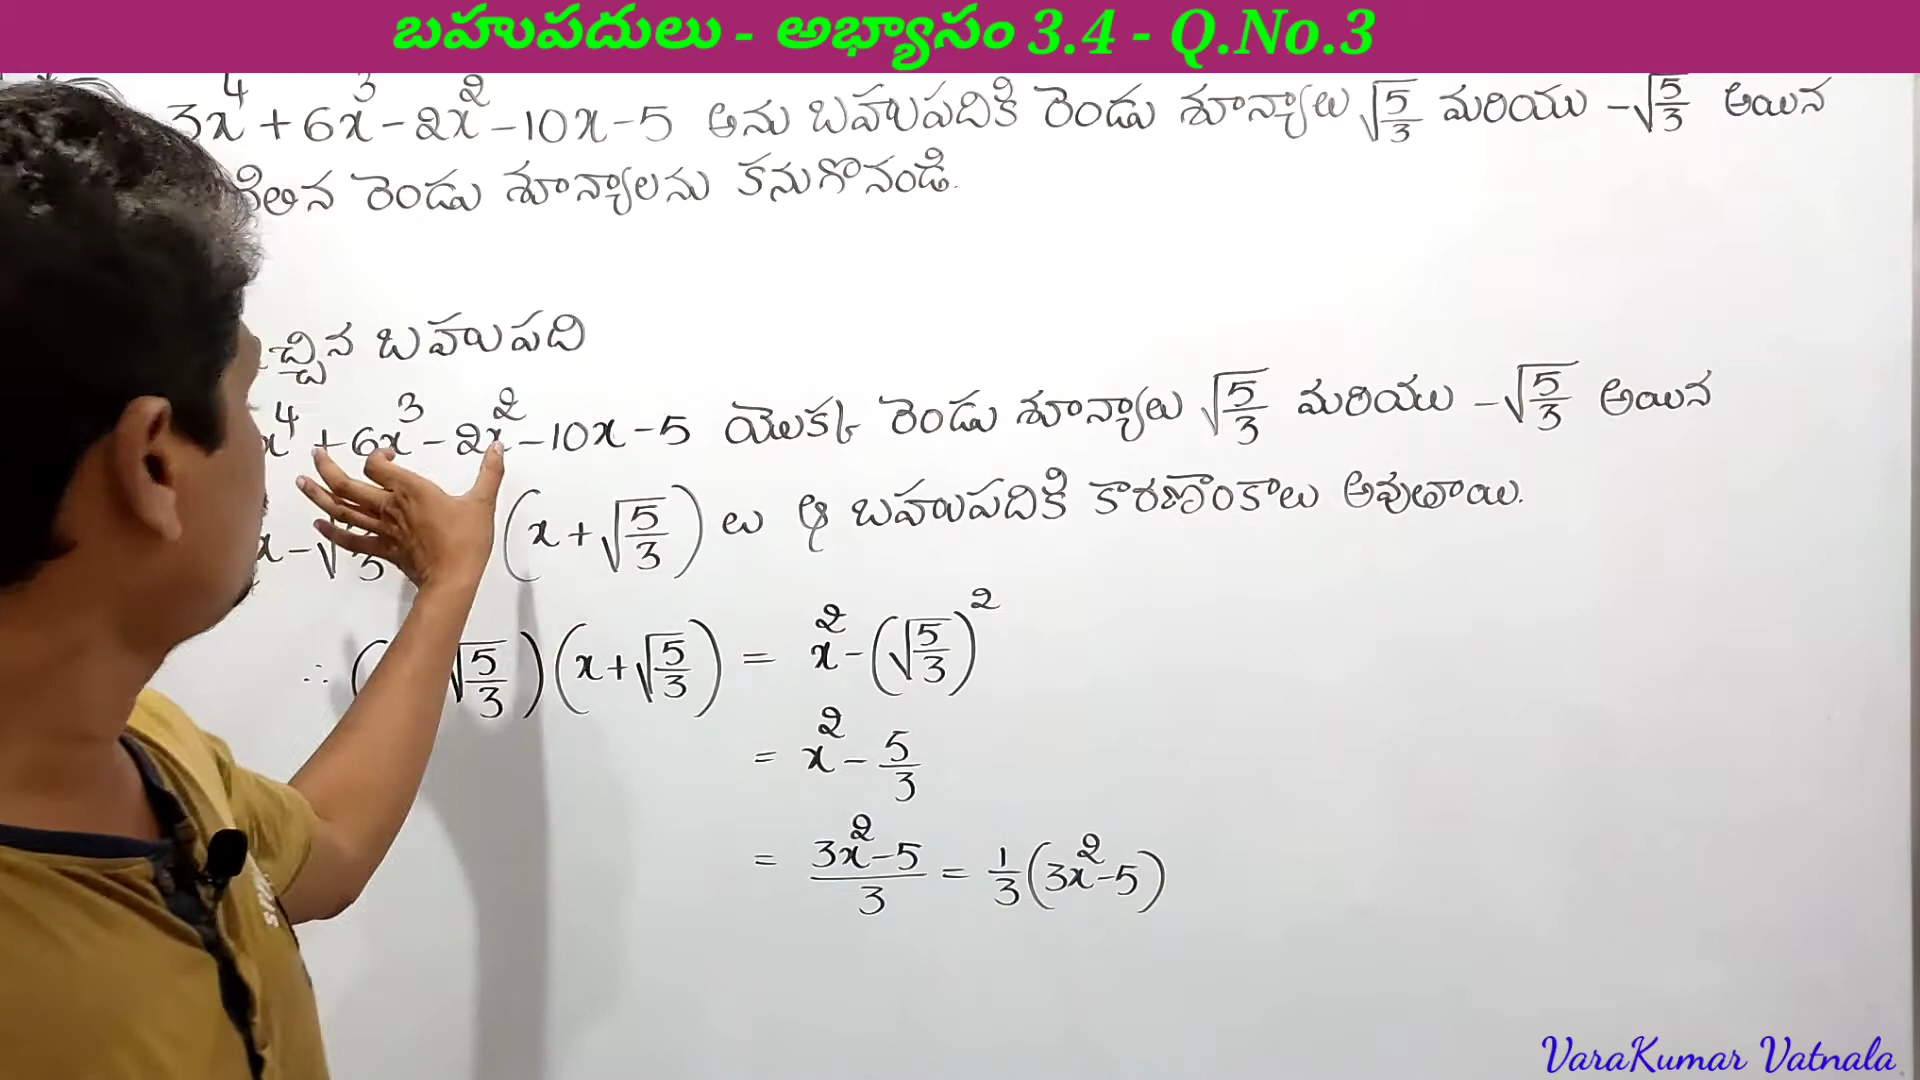 బహుపదులు - అభ్యాసం 3.4 - Q.No.3
3x⁴ + 6x³ - 2x² - 10x - 5 అను బహుపదికి రెండు శూన్యాలు √(5/3) మరియు -√(5/3) అయిన
రెండు శూన్యాలను కనుగొనండి.
బహుపది
x⁴ + 6x³ - 2x² - 10x - 5 యొక్క రెండు శూన్యాలు √(5/3) మరియు -√(5/3) అయిన
x - √ 3 (x + √(5/3)) లు ఆ బహుపదికి కారణాంకాలు అవుతాయి.
∴ ( √(5/3))(x + √(5/3)) = x² - (√(5/3))²
= x² - 5/3
= (3x² - 5)/3 = 1/3 (3x² - 5)
VaraKumar Vatnala